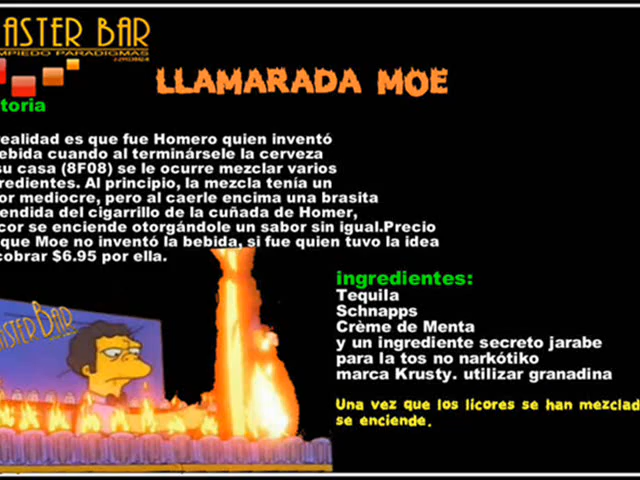 ASTER BAR
MPIEDO PARADIGMAS
LLAMARADA MOE
toria
realidad es que fue Homero quien inventó
ebida cuando al terminársele la cerveza
su casa (8F08) se le ocurre mezclar varios
redientes. Al principio, la mezcla tenía un
or mediocre, pero al caerle encima una brasita
endida del cigarrillo de la cuñada de Homer,
cor se enciende otorgándole un sabor sin igual.Precio
que Moe no inventó la bebida, si fue quien tuvo la idea
cobrar $6.95 por ella.
ingredientes:
Tequila
Schnapps
Crème de Menta
y un ingrediente secreto jarabe
para la tos no narkótiko
marca Krusty. utilizar granadina
Una vez que los licores se han mezclad
se enciende.
ASTER BAR